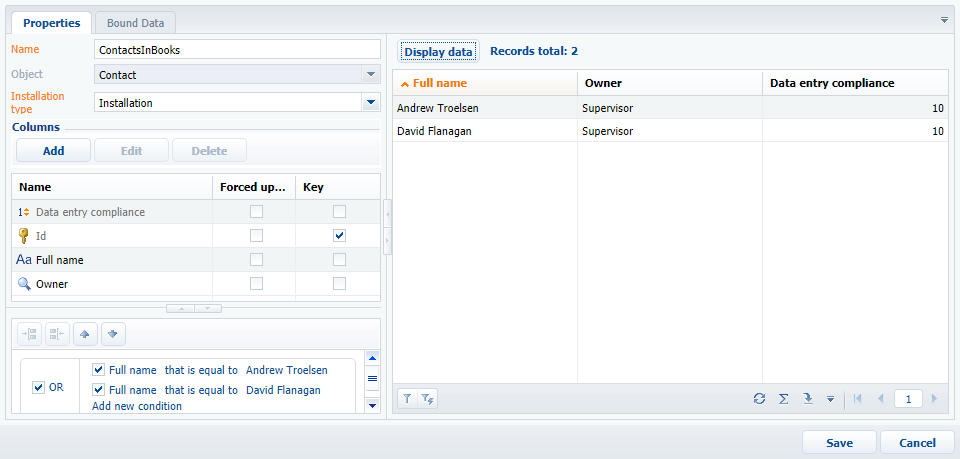 Properties
Bound Data
Name
ContactsInBooks
Object
Contact
Installation type
Installation
Columns
Add
Edit
Delete
Name
Forced up...
Key
Data entry compliance
Id
Aa Full name
Owner
OR
Full name that is equal to Andrew Troelsen
Full name that is equal to David Flanagan
Add new condition
Display data
Records total: 2
Full name
Owner
Data entry compliance
Andrew Troelsen
Supervisor
10
David Flanagan
Supervisor
10
1
Save
Cancel